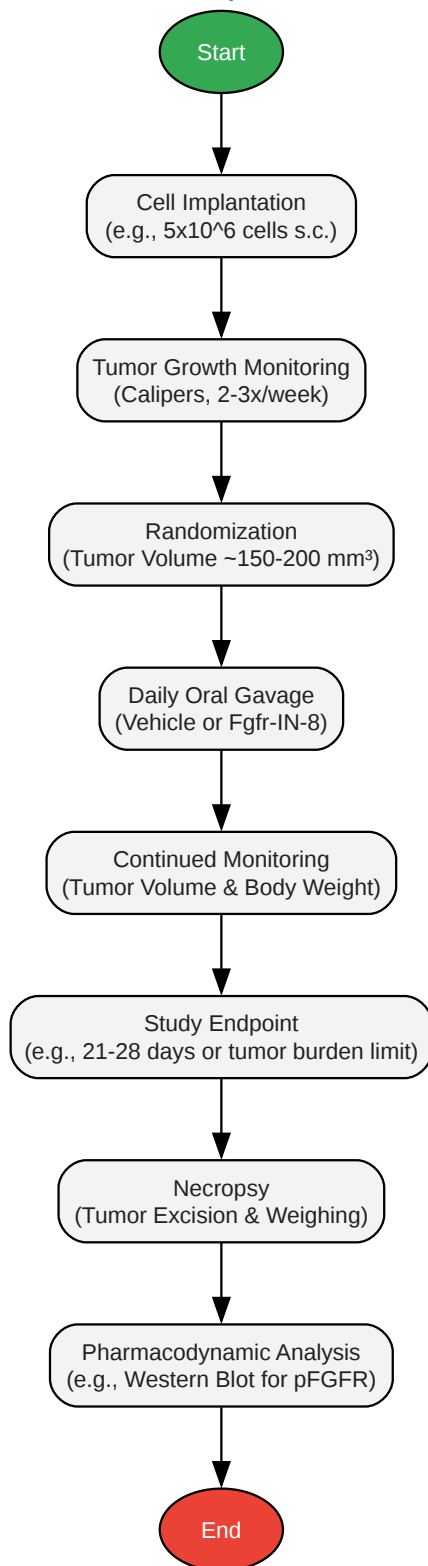 Start
Cell Implantation
(e.g., 5x10^6 cells s.c.)
Tumor Growth Monitoring
(Calipers, 2-3x/week)
Randomization
(Tumor Volume ~150-200 mm³)
Daily Oral Gavage
(Vehicle or Fgfr-IN-8)
Continued Monitoring
(Tumor Volume & Body Weight)
Study Endpoint
(e.g., 21-28 days or tumor burden limit)
Necropsy
(Tumor Excision & Weighing)
Pharmacodynamic Analysis
(e.g., Western Blot for pFGFR)
End